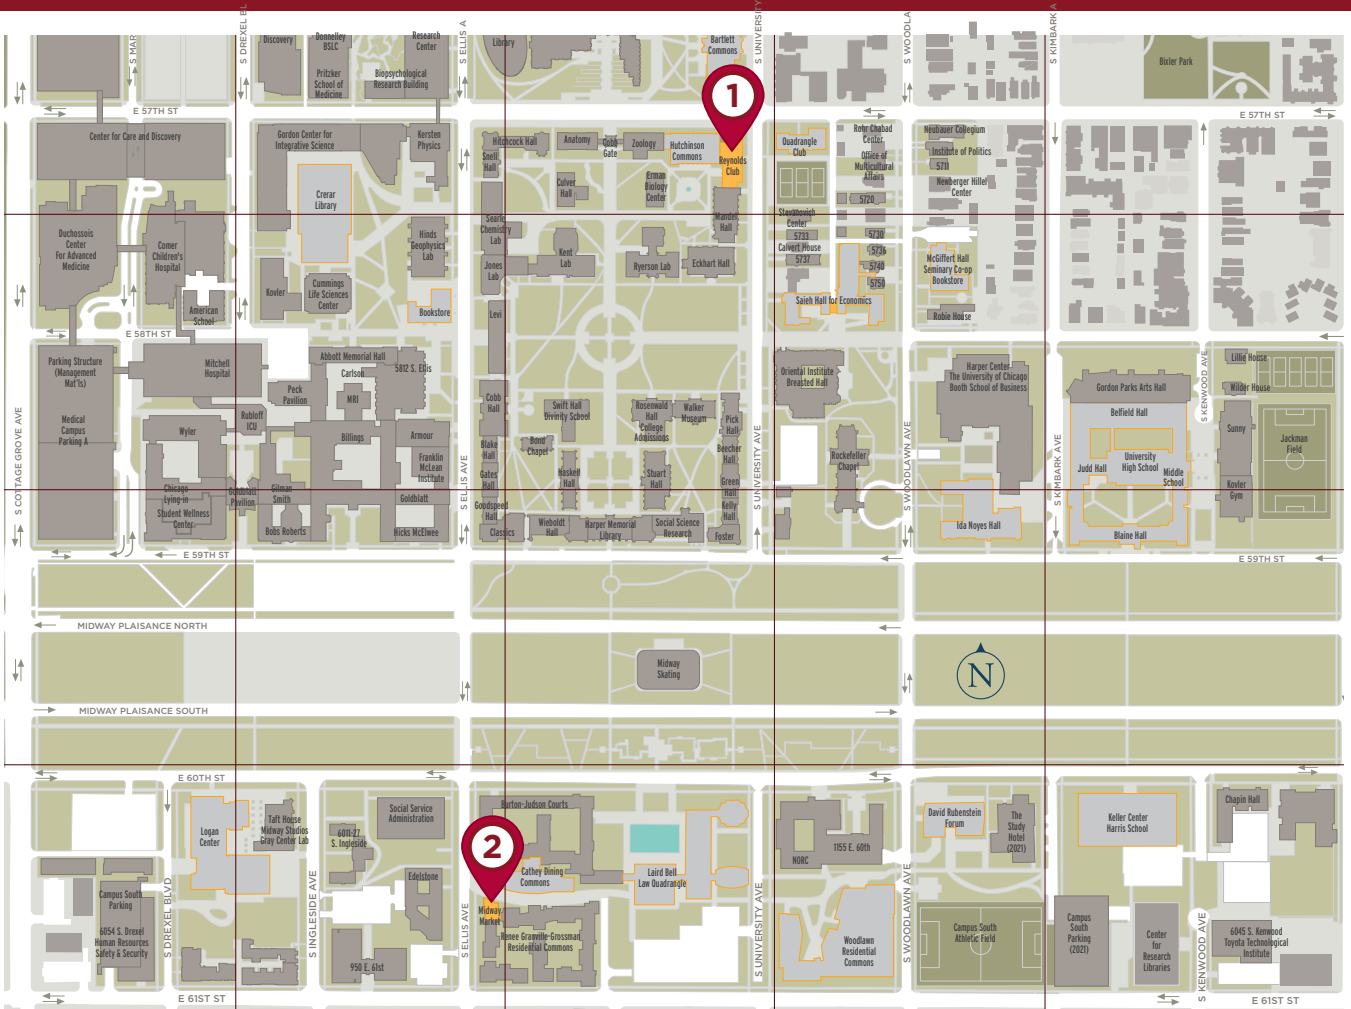 S MAR
S DREXEL BL
S ELLIS A
S UNIVERSITY
S WOODLA
S KIMBARK A
Discovery
Donnelley
BSLC
Pritzker
School of
Medicine
Research
Center
Biopsychological
Research Building
Library
Bartlett
Commons
Bixler Park
1
E 57TH ST
E 57TH ST
Center for Care and Discovery
Gordon Center for
Integrative Science
Kersten
Physics
Hitchcock Hall
Snell
Hall
Anatomy
Cobb
Gate
Zoology
Hutchinson
Commons
Reynolds
Club
Quadrangle
Club
Rohr Chabad
Center
Office of
Multicultural
Affairs
Neubauer Collegium
Institute of Politics
5711
Newberger Hillel
Center
Crerar
Library
Culver
Hall
Erman
Biology
Center
Mandel
Hall
5720
Stevanovich
Center
5733
Calvert House
5737
5730
5736
5740
5750
Duchossois
Center
For Advanced
Medicine
Comer
Children's
Hospital
Hinds
Geophysics
Lab
Searle
Chemistry
Lab
Jones
Lab
Kent
Lab
Ryerson Lab
Eckhart Hall
McGiffert Hall
Seminary Co-op
Bookstore
Kovler
Cummings
Life Sciences
Center
Bookstore
American
School
Levi
Saieh Hall for Economics
Robie House
E 58TH ST
Parking Structure
(Management
Mat'ls)
Mitchell
Hospital
Abbott Memorial Hall
Carlson
5812 S. Ellis
Peck
Pavilion
MRI
Oriental Institute
Breasted Hall
Harper Center
The University of Chicago
Booth School of Business
Gordon Parks Arts Hall
Lillie House
Wilder House
S KENWOOD AVE
Medical
Campus
Parking A
Wyler
Rubloff
ICU
Billings
Armour
Franklin
McLean
Institute
Cobb
Hall
Swift Hall
Divinity School
Rosenwald
Hall
College
Admissions
Walker
Museum
Pick
Hall
Bond
Chapel
Blake
Hall
Beecher
Hall
Rockefeller
Chapel
Belfield Hall
University
High School
Judd Hall
Middle
School
Sunny
Jackman
Field
Kovler
Gym
S COTTAGE GROVE AVE
S ELLIS AVE
S UNIVERSITY AVE
S WOODLAWN AVE
S KIMBARK AVE
Chicago
Lying-in
Student Wellness
Center
Goldblatt
Pavilion
Gilman
Smith
Goldblatt
Bobs Roberts
Hicks McElwee
Gates
Hall
Goodspeed
Hall
Haskell
Hall
Stuart
Hall
Green
Hall
Kelly
Hall
Classics
Wieboldt
Hall
Harper Memorial
Library
Social Science
Research
Foster
Ida Noyes Hall
Blaine Hall
E 59TH ST
E 59TH ST
MIDWAY PLAISANCE NORTH
Midway
Skating
N
MIDWAY PLAISANCE SOUTH
E 60TH ST
Logan
Center
Taft House
Midway Studios
Gray Center Lab
Social Service
Administration
6011-27
S. Ingleside
Burton-Judson Courts
2
Cathey Dining
Commons
Laird Bell
Law Quadrangle
NORC
1155 E. 60th
David Rubenstein
Forum
The
Study
Hotel
(2021)
Keller Center
Harris School
Chapin Hall
Campus South
Parking
6054 S. Drexel
Human Resources
Safety & Security
S DREXEL BLVD
S INGLESIDE AVE
Edelstone
950 E. 61st
S ELLIS AVE
Midway
Market
Renee Granville-Grossman
Residential Commons
S UNIVERSITY AVE
Woodlawn
Residential
Commons
S WOODLAWN AVE
Campus South
Athletic Field
Campus
South
Parking
(2021)
Center
for
Research
Libraries
S KENWOOD AVE
6045 S. Kenwood
Toyota Technological
Institute
E 61ST ST
E 61ST ST